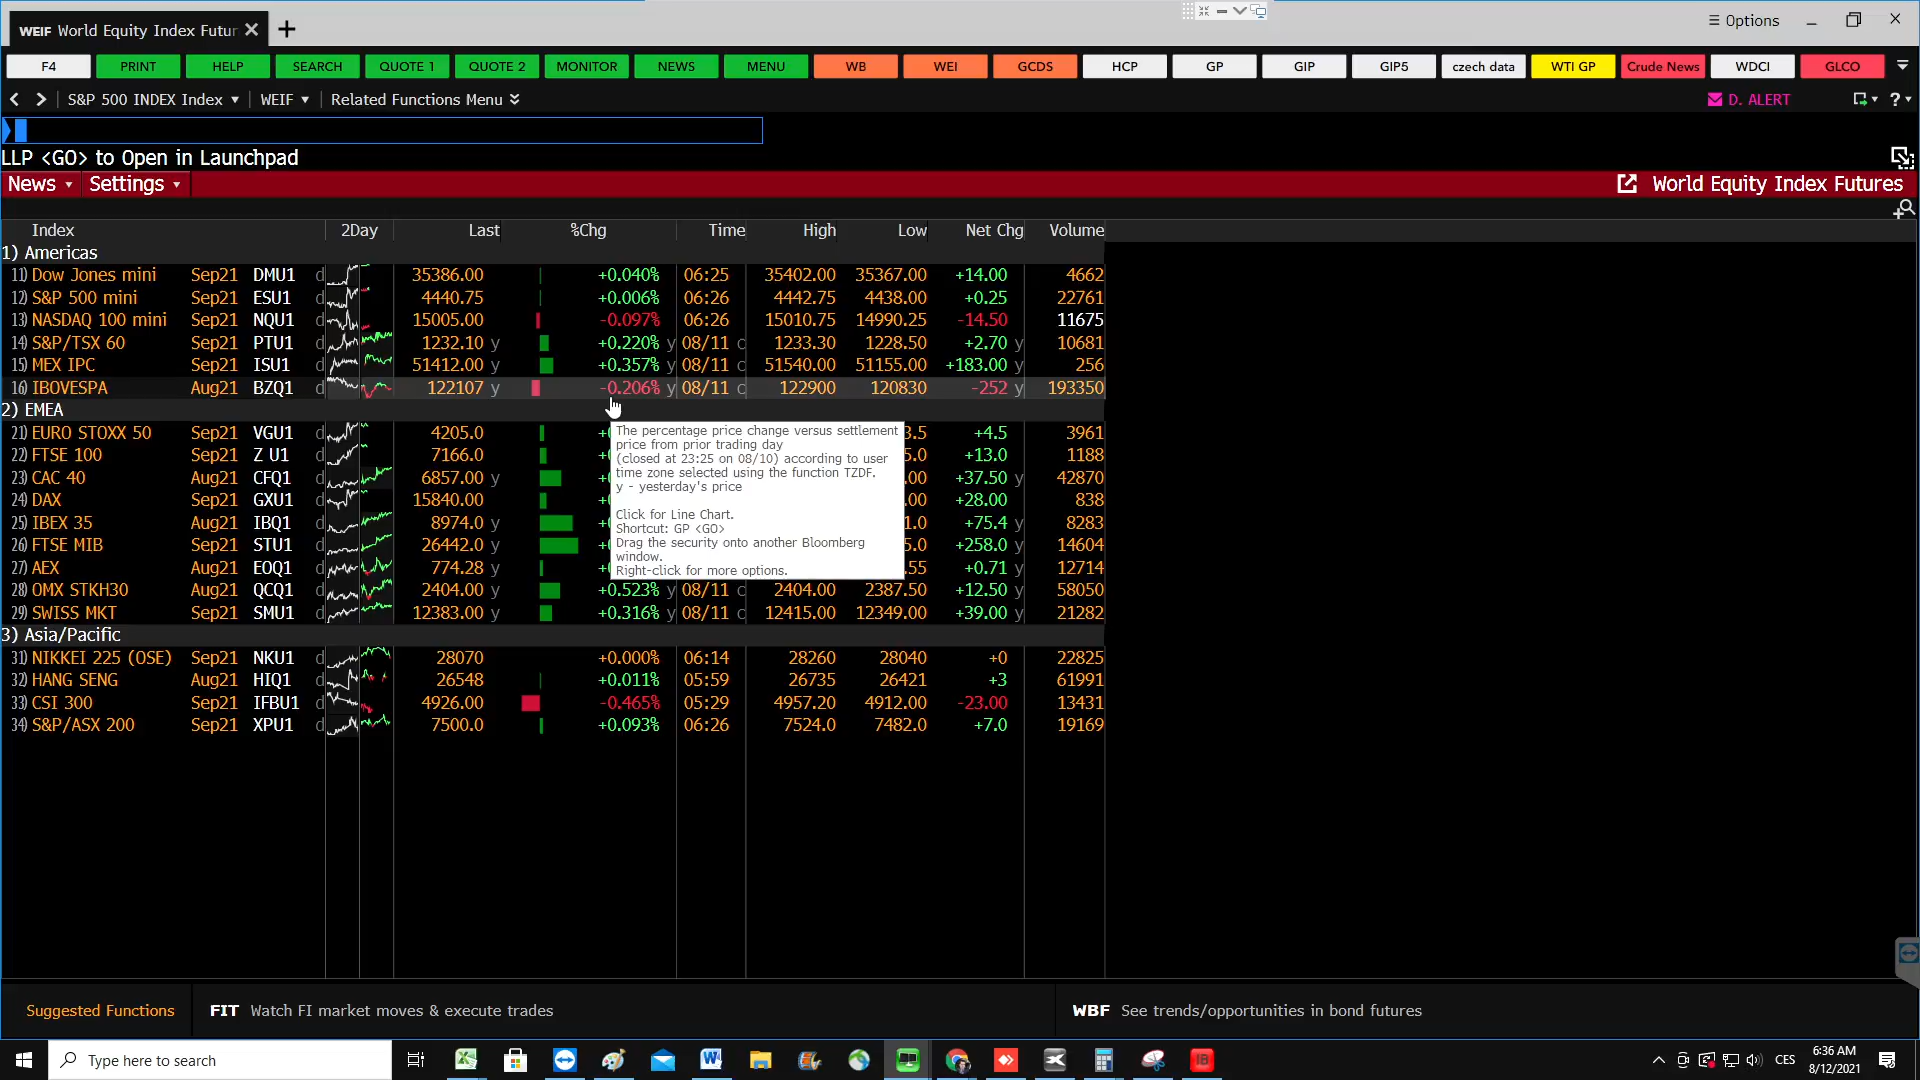 WEIF World Equity Index Futur
Options
F4 PRINT HELP SEARCH QUOTE 1 QUOTE 2 MONITOR NEWS MENU WB WEI GCDS HCP GP GIP GIP5 czech data WTI GP Crude News WDCI GLCO
S&P 500 INDEX Index WEIF Related Functions Menu D. ALERT ?
LLP <GO> to Open in Launchpad
News Settings World Equity Index Futures
Index 2Day Last %Chg Time High Low Net Chg Volume
1) Americas
11) Dow Jones mini Sep21 DMU1 d 35386.00 +0.040% 06:25 35402.00 35367.00 +14.00 4662
12) S&P 500 mini Sep21 ESU1 d 4440.75 +0.006% 06:26 4442.75 4438.00 +0.25 22761
13) NASDAQ 100 mini Sep21 NQU1 d 15005.00 -0.097% 06:26 15010.75 14990.25 -14.50 11675
14) S&P/TSX 60 Sep21 PTU1 d 1232.10 y +0.220% y 08/11 c 1233.30 1228.50 +2.70 y 10681
15) MEX IPC Sep21 ISU1 d 51412.00 y +0.357% y 08/11 c 51540.00 51155.00 +183.00 y 256
16) IBOVESPA Aug21 BZQ1 d 122107 y -0.206% y 08/11 c 122900 120830 -252 y 193350
2) EMEA
21) EURO STOXX 50 Sep21 VGU1 d 4205.0 3.5 +4.5 3961
22) FTSE 100 Sep21 Z U1 d 7166.0 5.0 +13.0 1188
23) CAC 40 Aug21 CFQ1 d 6857.00 y .00 +37.50 y 42870
24) DAX Sep21 GXU1 d 15840.00 .00 +28.00 838
25) IBEX 35 Aug21 IBQ1 d 8974.0 y 1.0 +75.4 y 8283
26) FTSE MIB Sep21 STU1 d 26442.0 y 5.0 +258.0 y 14604
27) AEX Aug21 EOQ1 d 774.28 y .55 +0.71 y 12714
28) OMX STKH30 Aug21 QCQ1 d 2404.00 y +0.523% y 08/11 c 2404.00 2387.50 +12.50 y 58050
29) SWISS MKT Sep21 SMU1 d 12383.00 y +0.316% y 08/11 c 12415.00 12349.00 +39.00 y 21282
The percentage price change versus settlement
price from prior trading day
(closed at 23:25 on 08/10) according to user
time zone selected using the function TZDF.
y - yesterday's price
Click for Line Chart.
Shortcut: GP <GO>
Drag the security onto another Bloomberg
window.
Right-click for more options.
3) Asia/Pacific
31) NIKKEI 225 (OSE) Sep21 NKU1 d 28070 +0.000% 06:14 28260 28040 +0 22825
32) HANG SENG Aug21 HIQ1 d 26548 +0.011% 05:59 26735 26421 +3 61991
33) CSI 300 Sep21 IFBU1 d 4926.00 -0.465% 05:29 4957.20 4912.00 -23.00 13431
34) S&P/ASX 200 Sep21 XPU1 d 7500.0 +0.093% 06:26 7524.0 7482.0 +7.0 19169
Suggested Functions FIT Watch FI market moves & execute trades WBF See trends/opportunities in bond futures
Type here to search CES 6:36 AM
8/12/2021